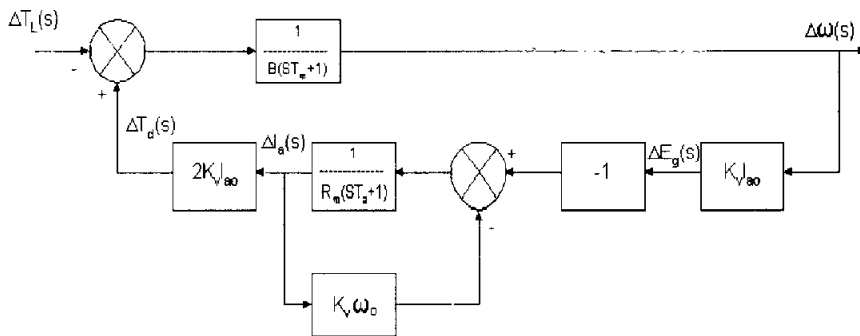 ΔT_L(s)
Δω(s)
-
+
1
B(ST_m+1)
ΔT_d(s)
2K_vI_ao
ΔI_a(s)
1
R_m(ST_a+1)
+
-
-1
ΔE_g(s)
K_vI_ao
K_vω_o